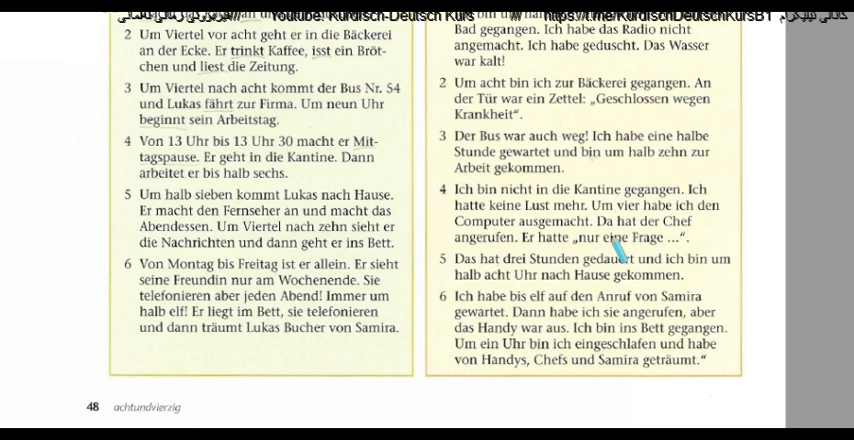 Youtube: Kurdisch-Deutsch Kurs /// https://t.me/KurdischDeutschKursB1 کاناڵی تیلیگرام
2 Um Viertel vor acht geht er in die Bäckerei
an der Ecke. Er trinkt Kaffee, isst ein Bröt-
chen und liest die Zeitung.
3 Um Viertel nach acht kommt der Bus Nr. 54
und Lukas fährt zur Firma. Um neun Uhr
beginnt sein Arbeitstag.
4 Von 13 Uhr bis 13 Uhr 30 macht er Mit-
tagspause. Er geht in die Kantine. Dann
arbeitet er bis halb sechs.
5 Um halb sieben kommt Lukas nach Hause.
Er macht den Fernseher an und macht das
Abendessen. Um Viertel nach zehn sieht er
die Nachrichten und dann geht er ins Bett.
6 Von Montag bis Freitag ist er allein. Er sieht
seine Freundin nur am Wochenende. Sie
telefonieren aber jeden Abend! Immer um
halb elf! Er liegt im Bett, sie telefonieren
und dann träumt Lukas Bucher von Samira.
Bad gegangen. Ich habe das Radio nicht
angemacht. Ich habe geduscht. Das Wasser
war kalt!
2 Um acht bin ich zur Bäckerei gegangen. An
der Tür war ein Zettel: „Geschlossen wegen
Krankheit“.
3 Der Bus war auch weg! Ich habe eine halbe
Stunde gewartet und bin um halb zehn zur
Arbeit gekommen.
4 Ich bin nicht in die Kantine gegangen. Ich
hatte keine Lust mehr. Um vier habe ich den
Computer ausgemacht. Da hat der Chef
angerufen. Er hatte „nur eine Frage ...“.
5 Das hat drei Stunden gedauert und ich bin um
halb acht Uhr nach Hause gekommen.
6 Ich habe bis elf auf den Anruf von Samira
gewartet. Dann habe ich sie angerufen, aber
das Handy war aus. Ich bin ins Bett gegangen.
Um ein Uhr bin ich eingeschlafen und habe
von Handys, Chefs und Samira geträumt.“
48 achtundvierzig